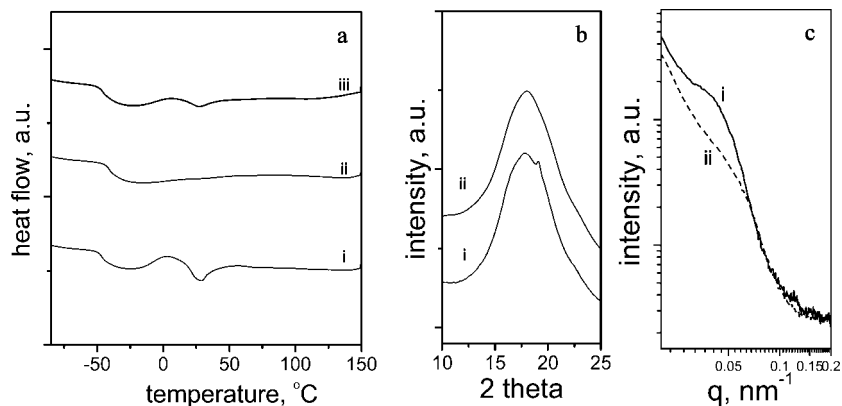 a
iii
ii
i
heat flow, a.u.
-50 0 50 100 150
temperature, °C
b
ii
i
intensity, a.u.
10 15 20 25
2 theta
c
i
ii
intensity, a.u.
0.05 0.1 0.15 0.2
q, nm⁻¹